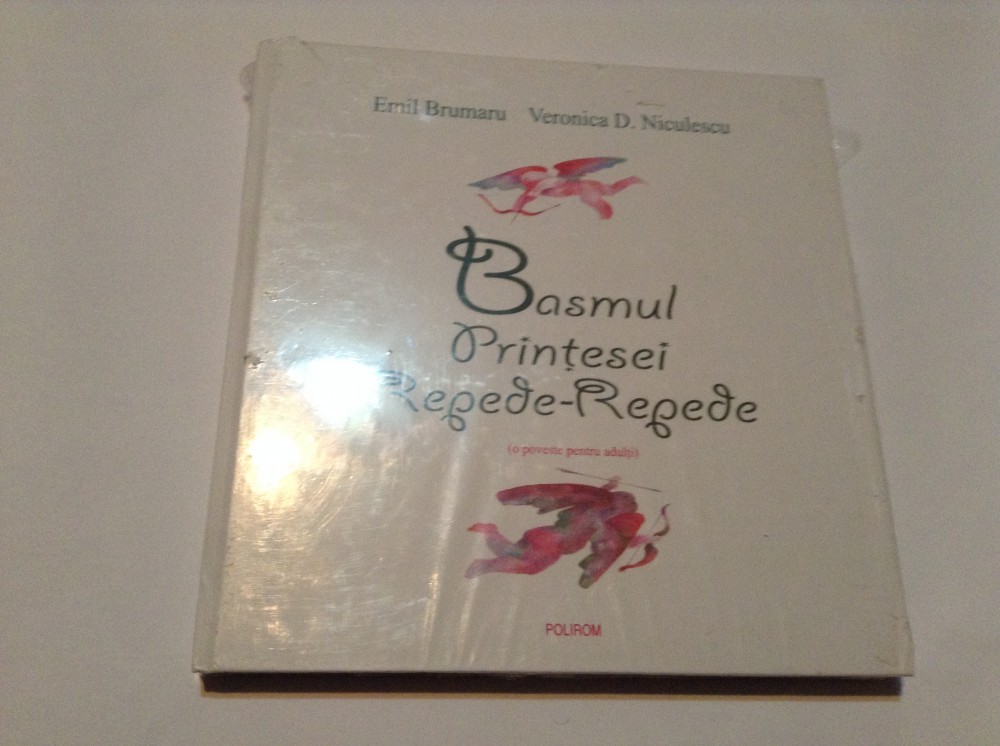 Emil Brumaru Veronica D. Niculescu
Basmul
Prințesei
Repede-Repede
(o poveste pentru adulți)
POLIROM